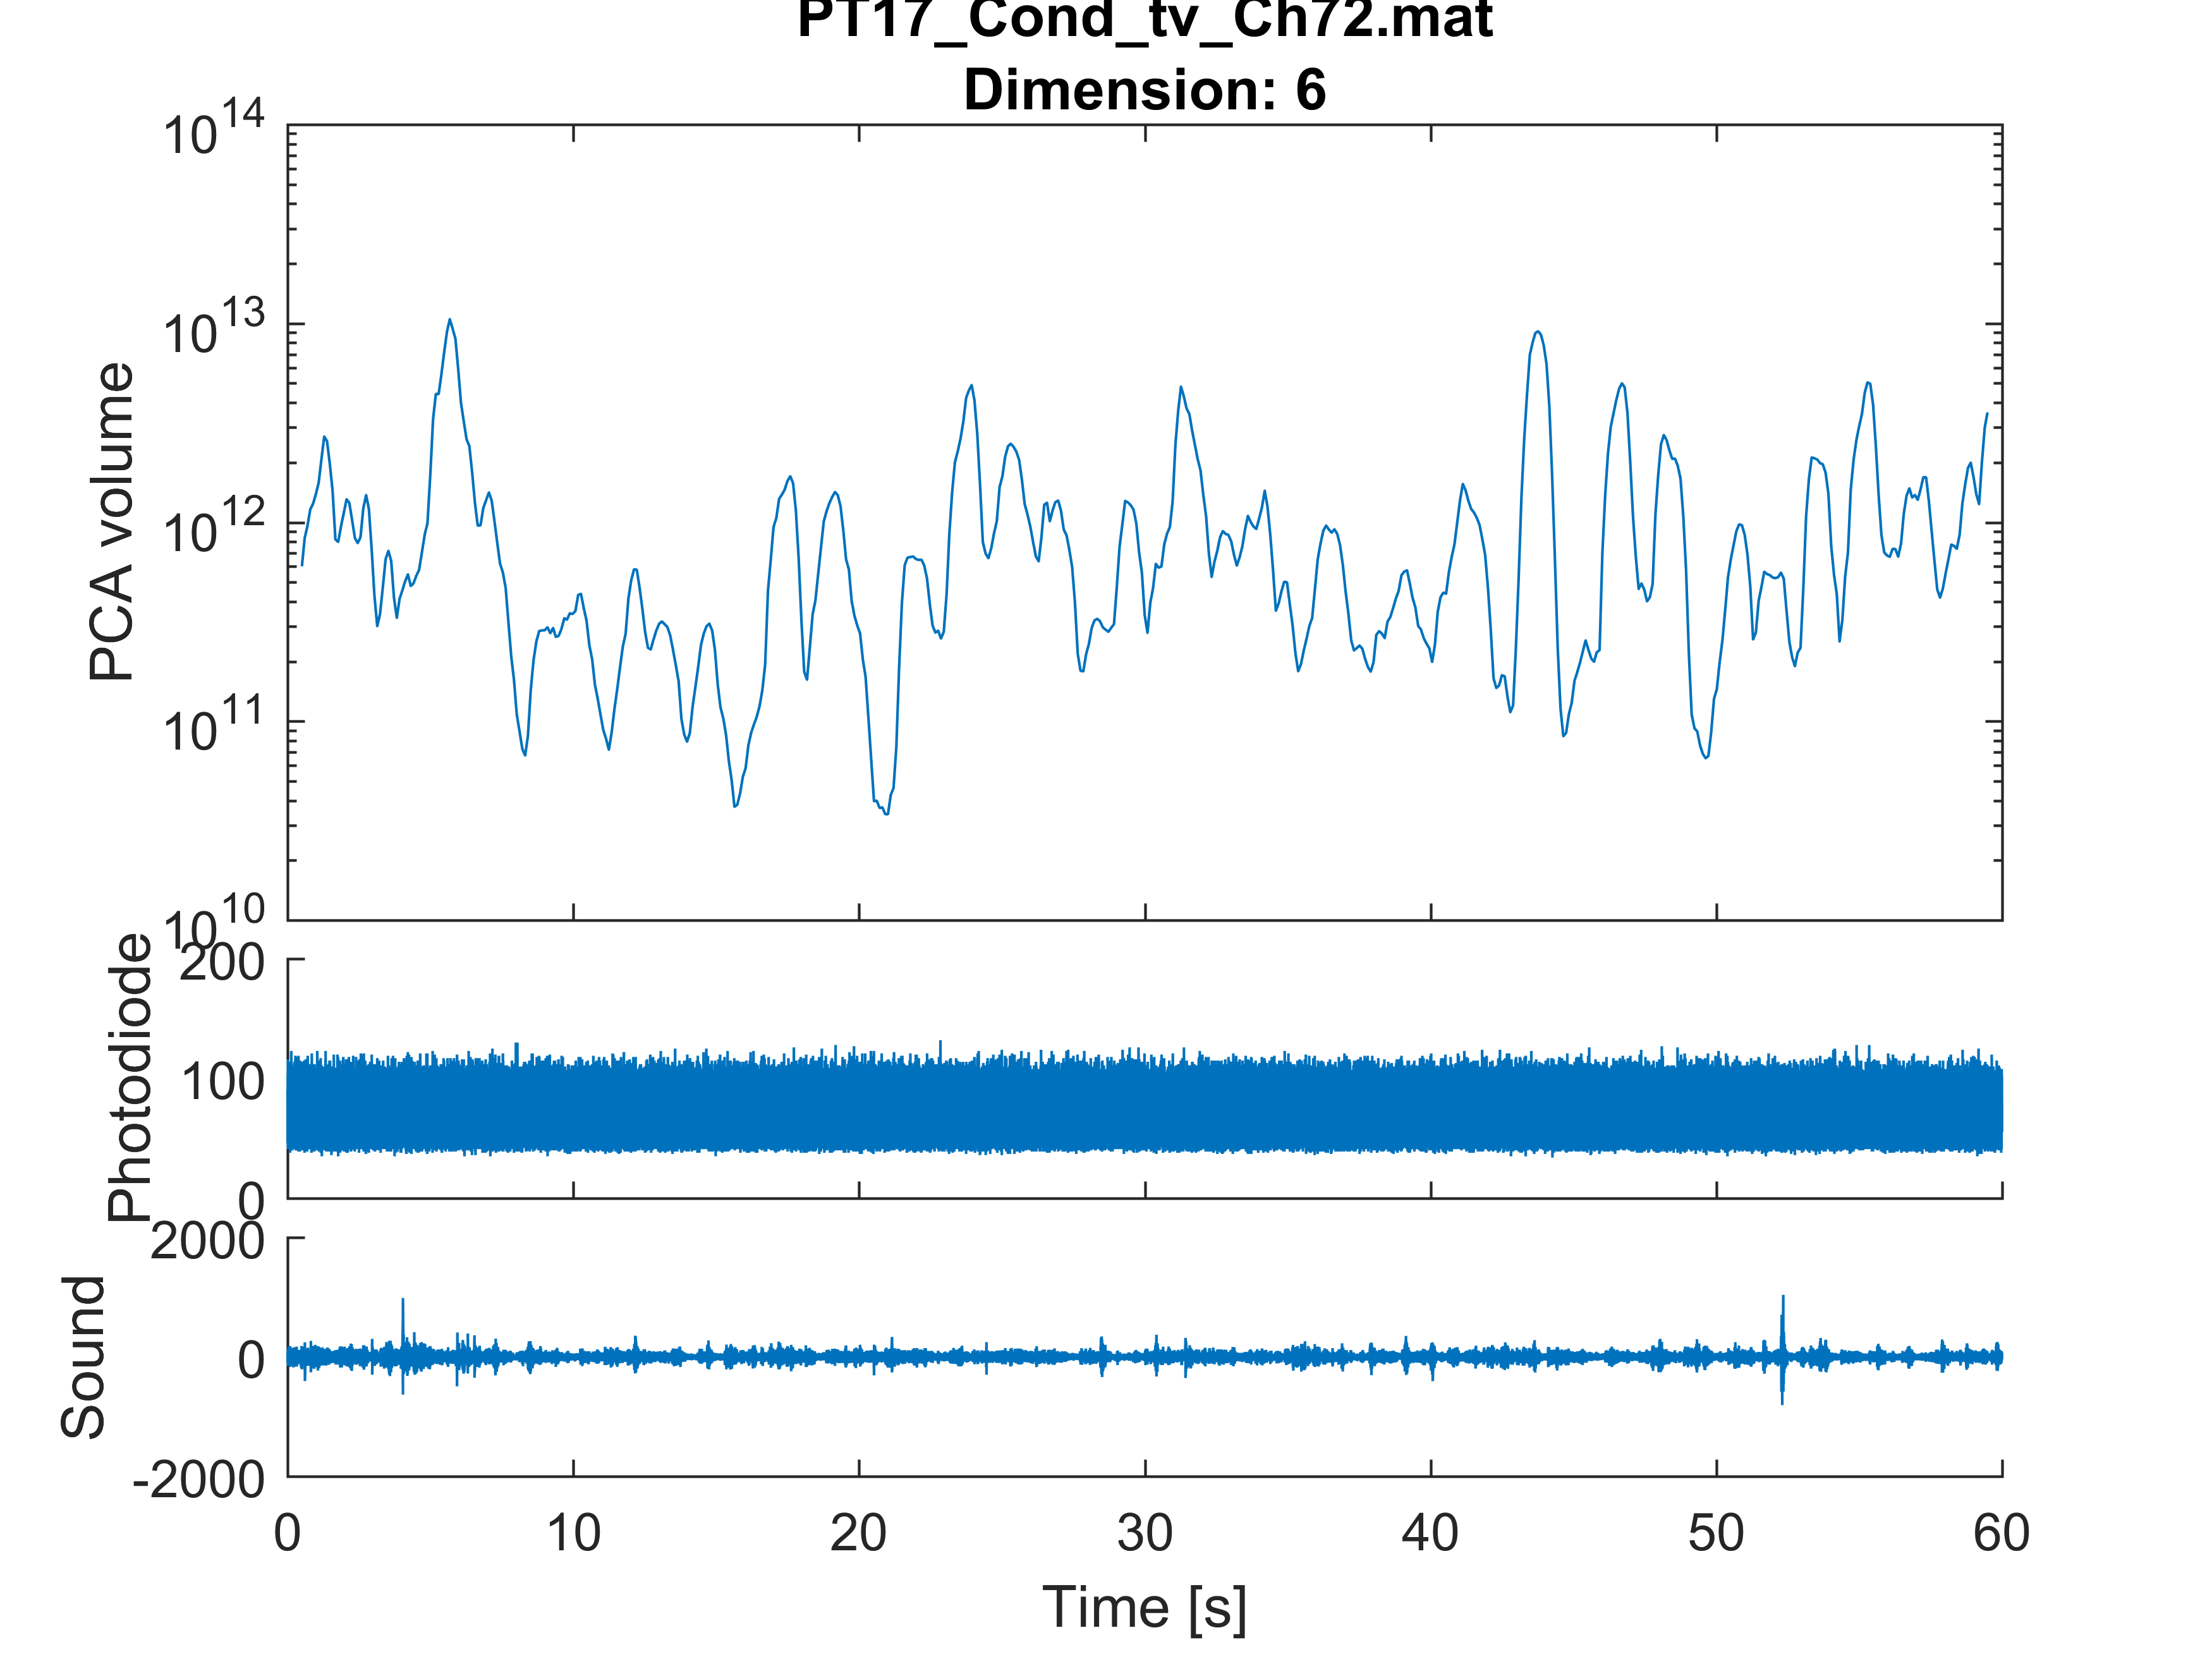 PT17_Cond_tv_Ch72.mat
Dimension: 6
10^14
10^13
10^12
10^11
10^10
PCA volume
200
100
0
Photodiode
2000
0
-2000
Sound
0 10 20 30 40 50 60
Time [s]